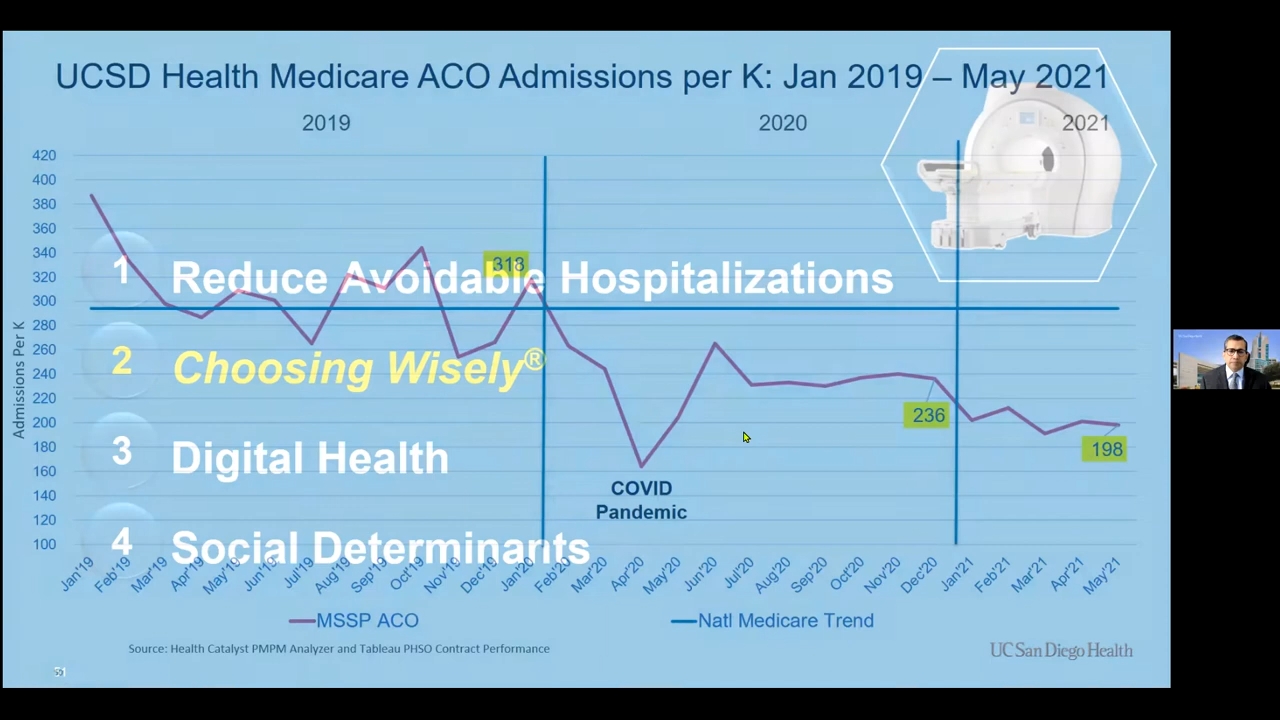 UCSD Health Medicare ACO Admissions per K: Jan 2019 – May 2021
2019
2020
2021
420
400
380
360
340
320
300
280
260
240
220
200
180
160
140
120
100
Admissions Per K
318
236
198
COVID
Pandemic
1 Reduce Avoidable Hospitalizations
2 Choosing Wisely®
3 Digital Health
4 Social Determinants
Jan'19 Feb'19 Mar'19 Apr'19 May'19 Jun'19 Jul'19 Aug'19 Sep'19 Oct'19 Nov'19 Dec'19 Jan'20 Feb'20 Mar'20 Apr'20 May'20 Jun'20 Jul'20 Aug'20 Sep'20 Oct'20 Nov'20 Dec'20 Jan'21 Feb'21 Mar'21 Apr'21 May'21
MSSP ACO
Natl Medicare Trend
Source: Health Catalyst PMPM Analyzer and Tableau PHSO Contract Performance
UC San Diego Health